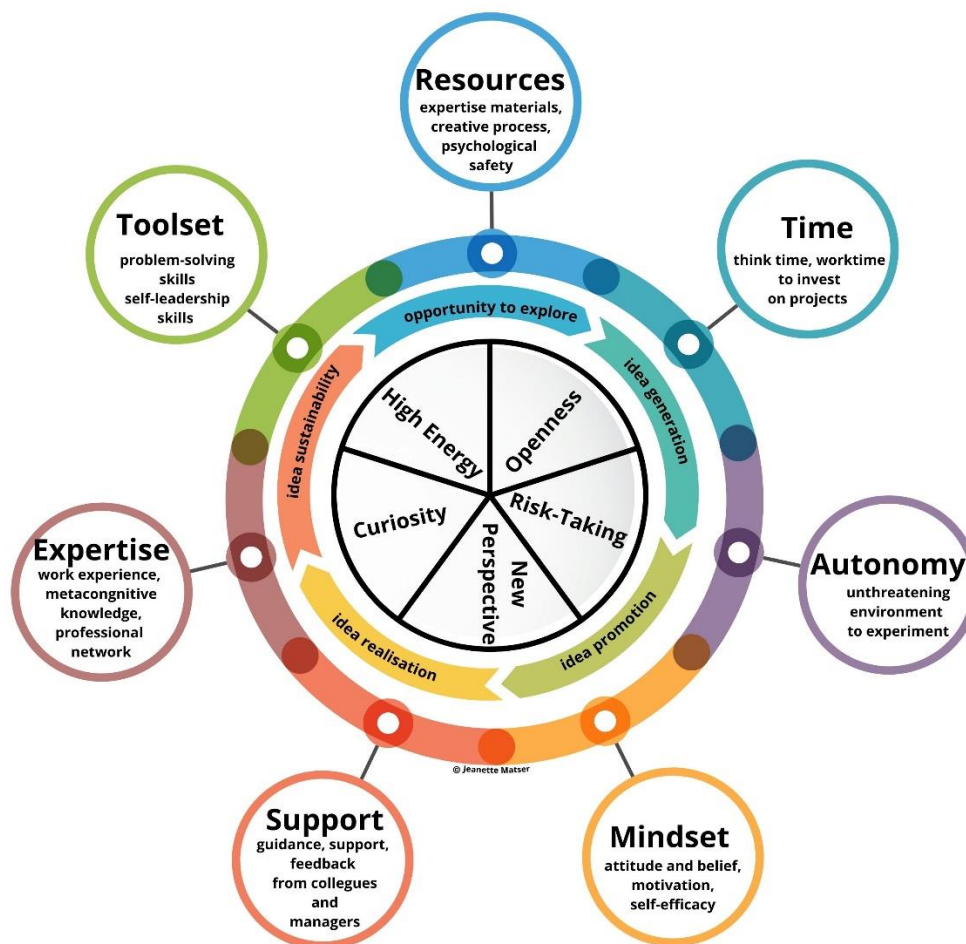 Resources
expertise materials,
creative process,
psychological
safety
Toolset
problem-solving
skills
self-leadership
skills
Time
think time, worktime
to invest
on projects
opportunity to explore
idea generation
idea sustainability
High Energy
Openness
Curiosity
Risk-Taking
New
Perspective
idea promotion
idea realisation
Expertise
work experience,
metacongnitive
knowledge,
professional
network
Autonomy
unthreatening
environment
to experiment
© Jeanette Matser
Support
guidance, support,
feedback
from collegues
and
managers
Mindset
attitude and belief,
motivation,
self-efficacy